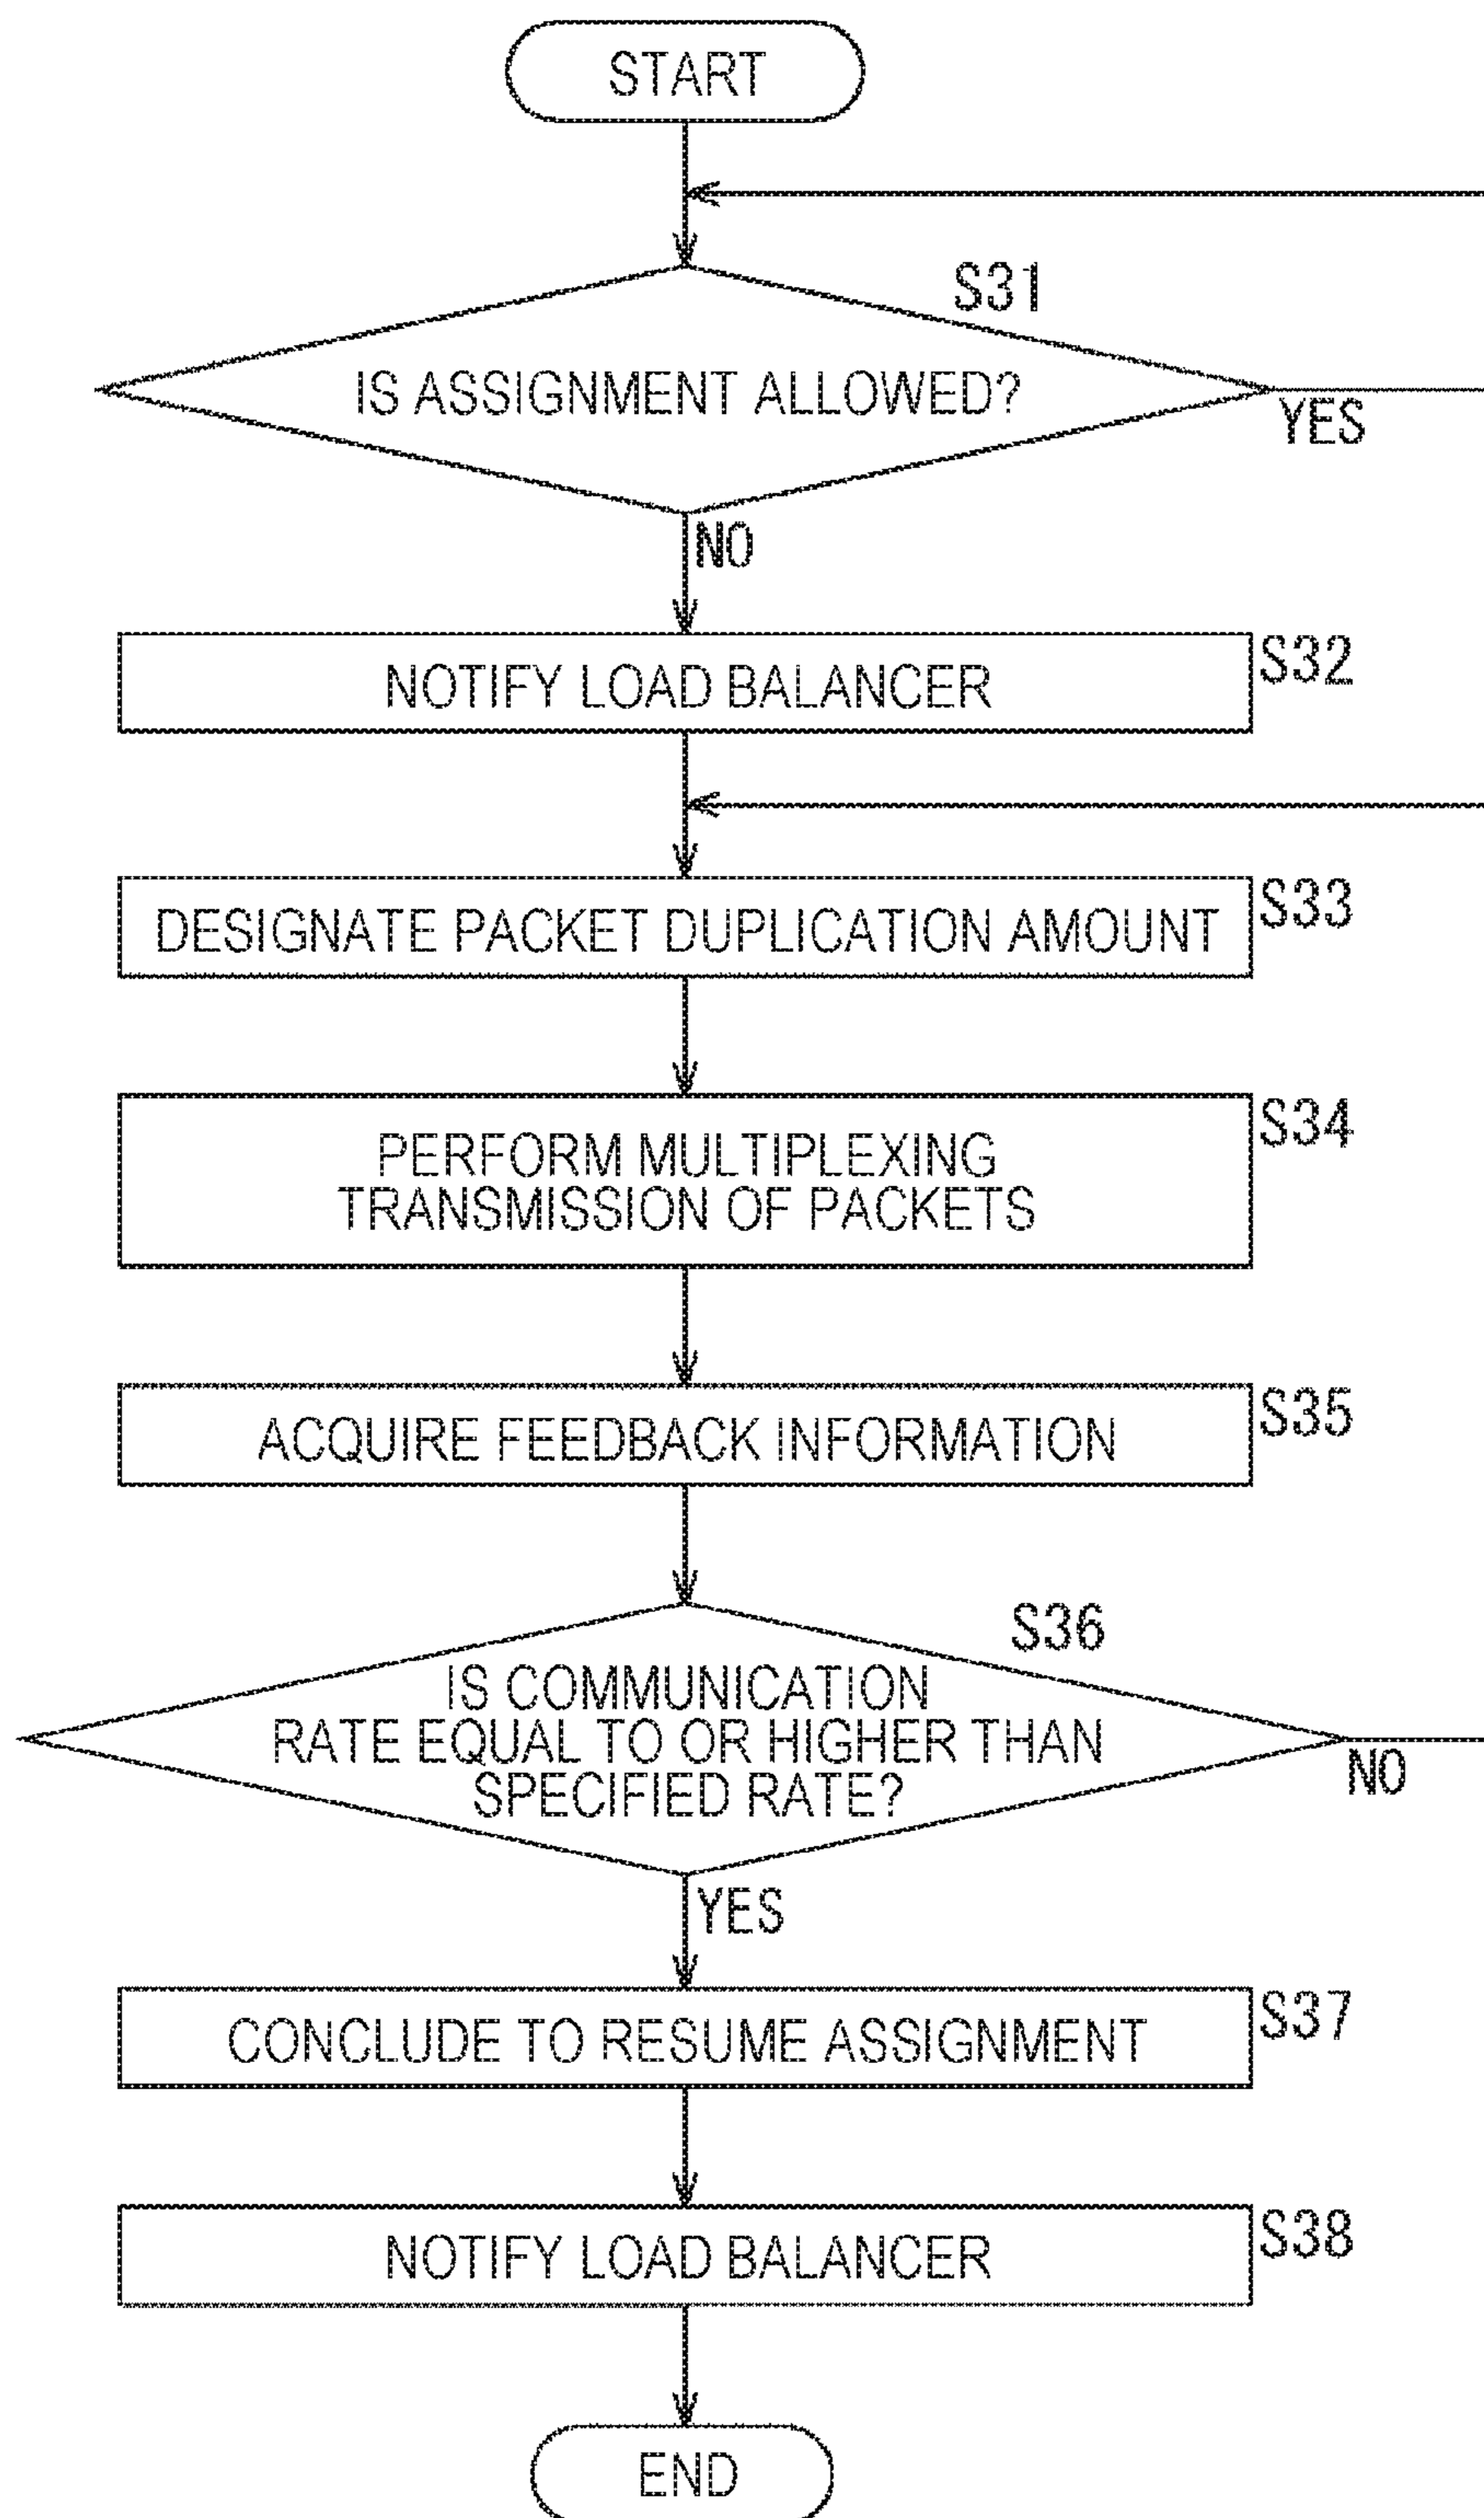 START
S31
IS ASSIGNMENT ALLOWED?
YES
NO
NOTIFY LOAD BALANCER
S32
DESIGNATE PACKET DUPLICATION AMOUNT
S33
PERFORM MULTIPLEXING
TRANSMISSION OF PACKETS
S34
ACQUIRE FEEDBACK INFORMATION
S35
S36
IS COMMUNICATION
RATE EQUAL TO OR HIGHER THAN
SPECIFIED RATE?
NO
YES
CONCLUDE TO RESUME ASSIGNMENT
S37
NOTIFY LOAD BALANCER
S38
END